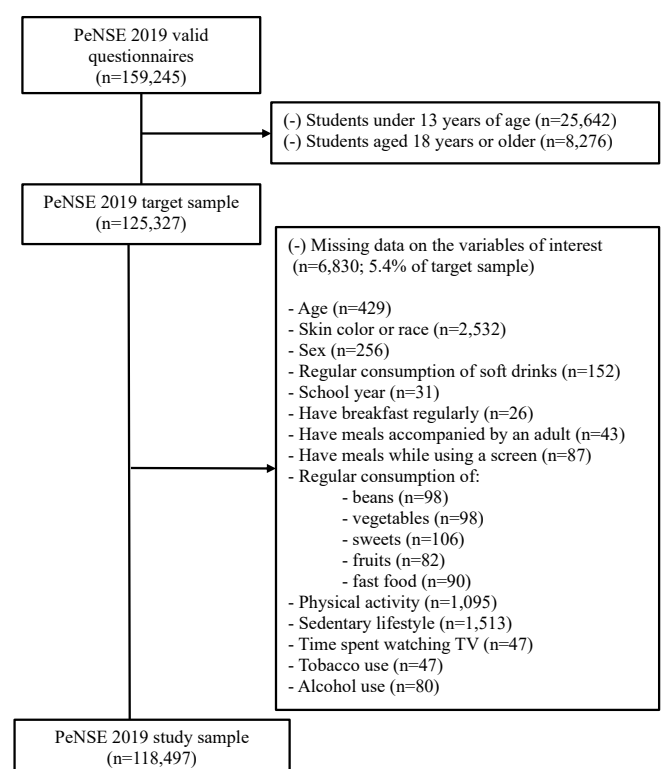 PeNSE 2019 valid
questionnaires
(n=159,245)
(-) Students under 13 years of age (n=25,642)
(-) Students aged 18 years or older (n=8,276)
PeNSE 2019 target sample
(n=125,327)
(-) Missing data on the variables of interest
(n=6,830; 5.4% of target sample)
- Age (n=429)
- Skin color or race (n=2,532)
- Sex (n=256)
- Regular consumption of soft drinks (n=152)
- School year (n=31)
- Have breakfast regularly (n=26)
- Have meals accompanied by an adult (n=43)
- Have meals while using a screen (n=87)
- Regular consumption of:
- beans (n=98)
- vegetables (n=98)
- sweets (n=106)
- fruits (n=82)
- fast food (n=90)
- Physical activity (n=1,095)
- Sedentary lifestyle (n=1,513)
- Time spent watching TV (n=47)
- Tobacco use (n=47)
- Alcohol use (n=80)
PeNSE 2019 study sample
(n=118,497)